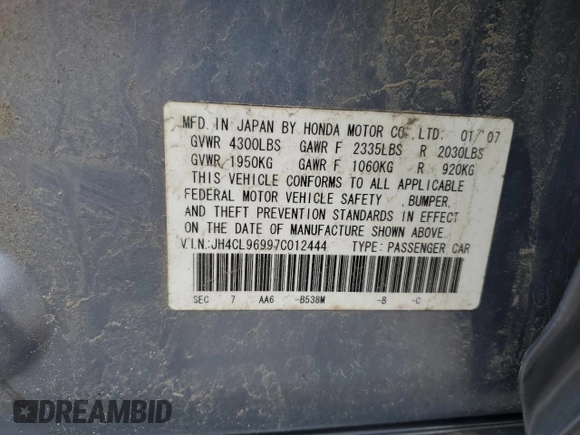 MFD. IN JAPAN BY HONDA MOTOR CO.,LTD. 01/07
GVWR 4300LBS GAWR F 2335LBS R 2030LBS
GVWR 1950KG GAWR F 1060KG R 920KG
THIS VEHICLE CONFORMS TO ALL APPLICABLE
FEDERAL MOTOR VEHICLE SAFETY ,BUMPER,
AND THEFT PREVENTION STANDARDS IN EFFECT
ON THE DATE OF MANUFACTURE SHOWN ABOVE.
V.I.N.:JH4CL96997C012444 TYPE: PASSENGER CAR
SEC 7 AA6 -B538M -B -C
DREAMBID